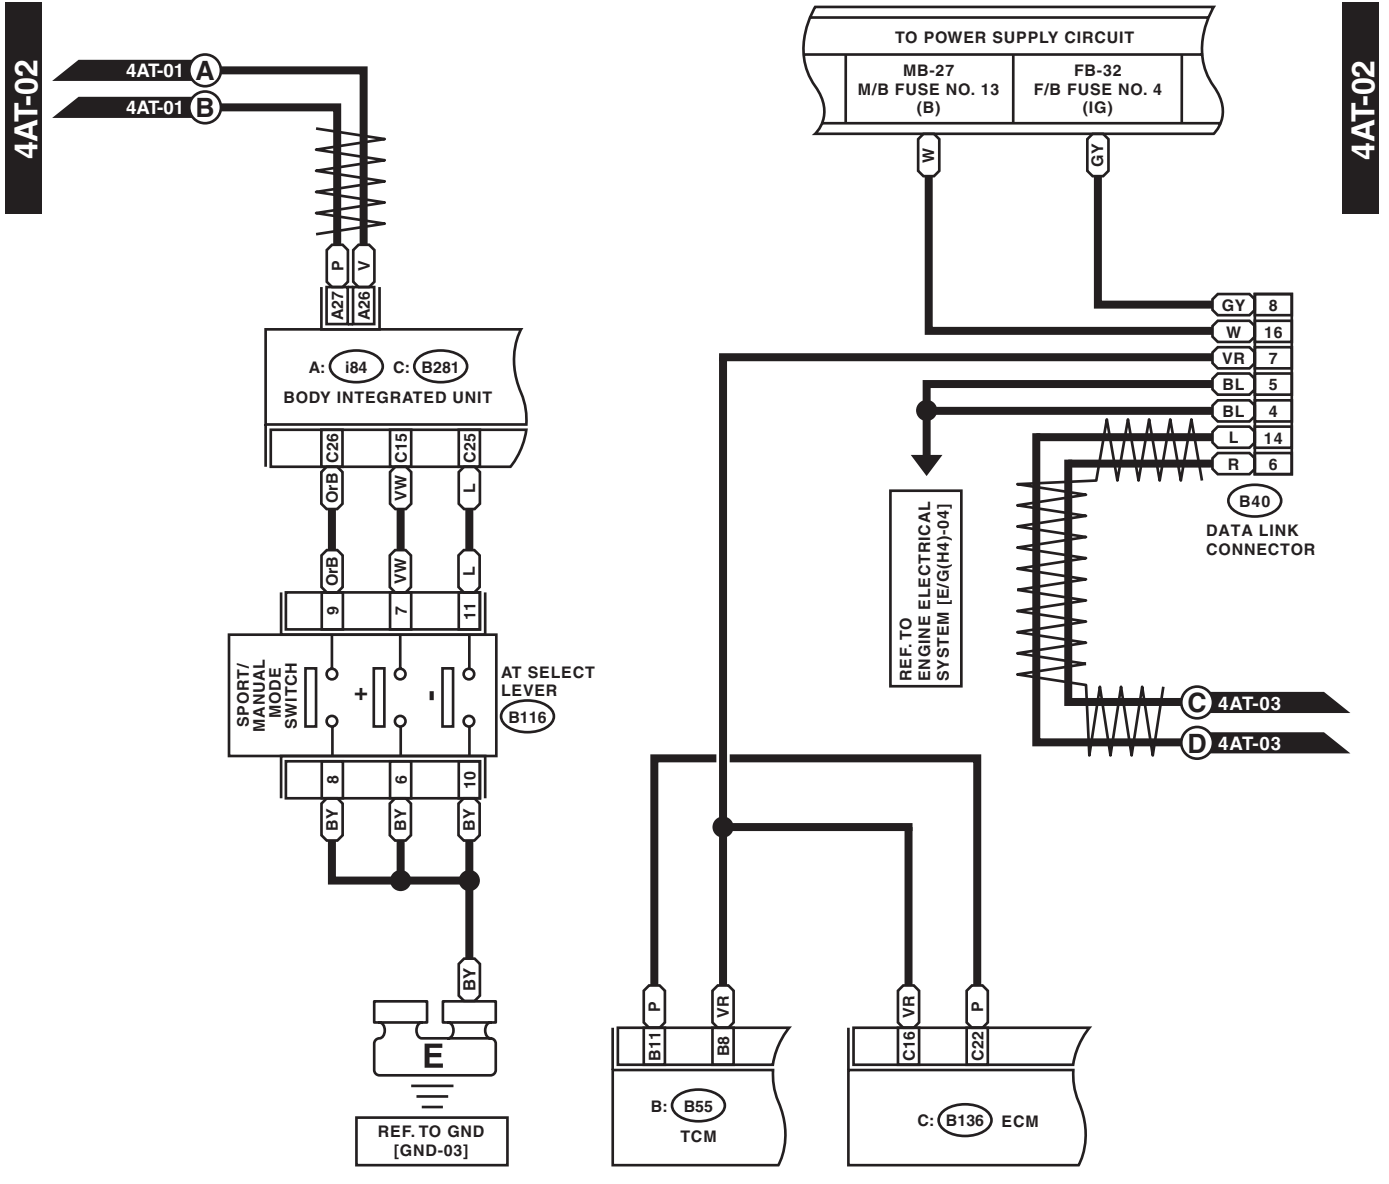 4AT-02
4AT-02
4AT-01 A
4AT-01 B
TO POWER SUPPLY CIRCUIT
MB-27
M/B FUSE NO. 13
(B)
FB-32
F/B FUSE NO. 4
(IG)
W
GY
P
V
A27
A26
A: i84 C: B281
BODY INTEGRATED UNIT
C26
C15
C25
OrB
VW
L
OrB
VW
L
9
7
11
SPORT/
MANUAL
MODE
SWITCH
+
-
AT SELECT
LEVER
B116
8
6
10
BY
BY
BY
BY
E
REF. TO GND
[GND-03]
GY 8
W 16
VR 7
BL 5
BL 4
L 14
R 6
B40
DATA LINK
CONNECTOR
REF. TO
ENGINE ELECTRICAL
SYSTEM [E/G(H4)-04]
C 4AT-03
D 4AT-03
P
VR
B11
B8
B: B55
TCM
VR
P
C16
C22
C: B136 ECM